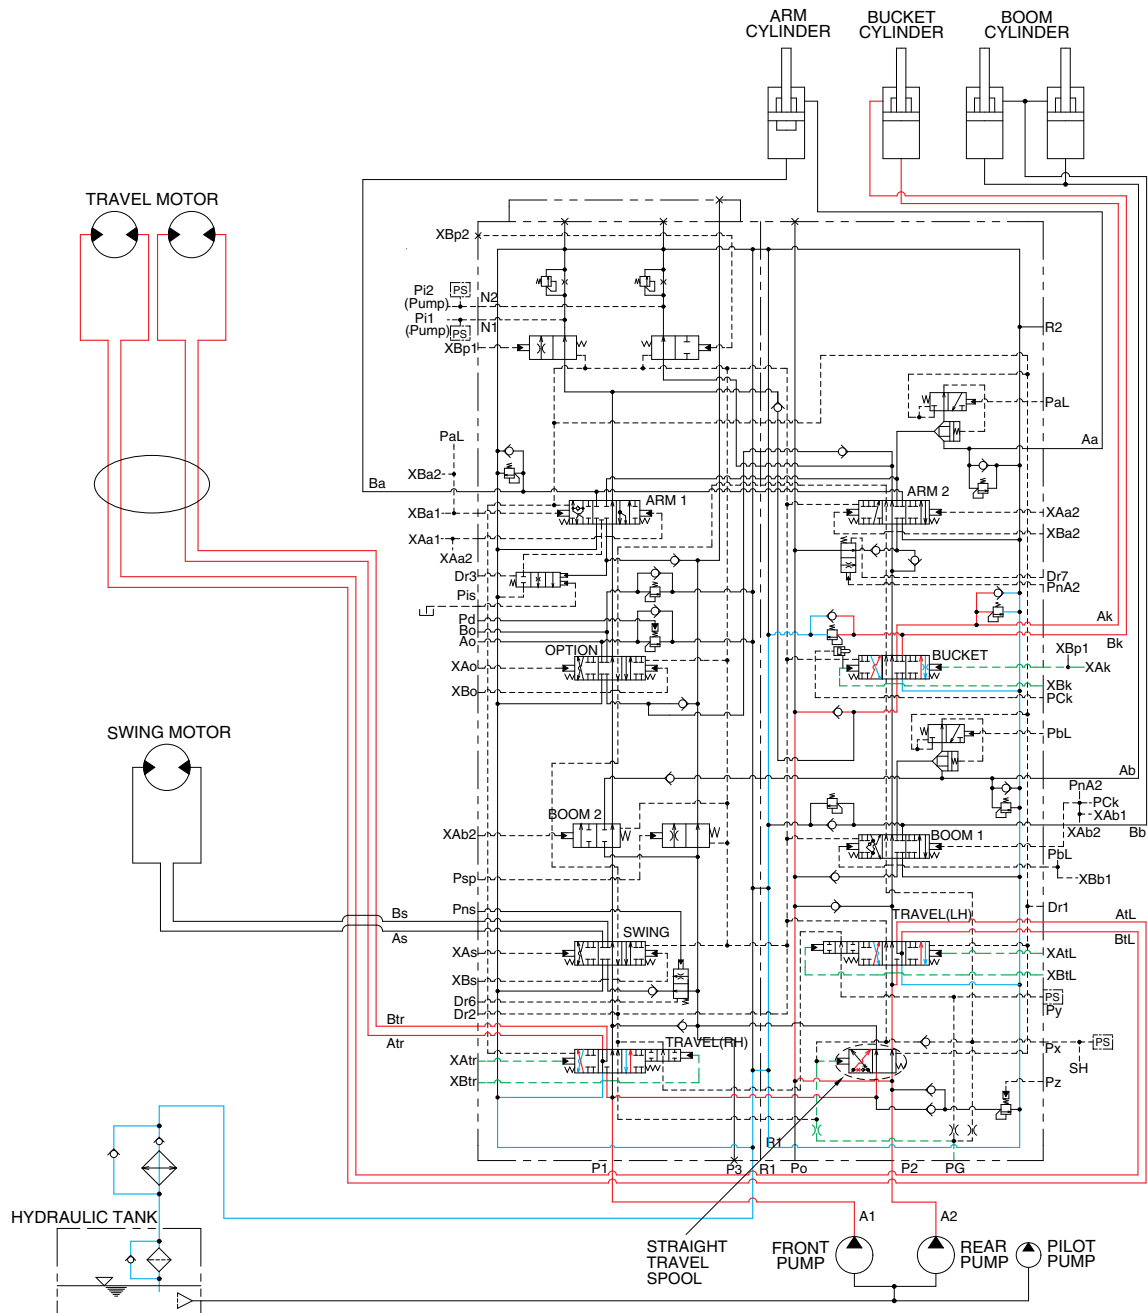 ARM
CYLINDER
BUCKET
CYLINDER
BOOM
CYLINDER
TRAVEL MOTOR
XBp2
Pi2
(Pump)
PS
N2
Pi1
(Pump)
PS
N1
XBp1
R2
PaL
PaL
Aa
XBa2
Ba
ARM 1
ARM 2
XBa1
XAa2
XAa1
XBa2
XAa2
Dr3
Dr7
Pis
PnA2
Pd
Bo
Ao
Ak
Bk
OPTION
BUCKET
XBp1
XAo
XAk
XBo
XBk
PCk
SWING MOTOR
PbL
Ab
PnA2
PCk
XAb1
BOOM 2
BOOM 1
XAb2
XAb2
Bb
PbL
Psp
XBb1
Pns
Dr1
Bs
TRAVEL(LH)
AtL
As
SWING
BtL
XAs
XAtL
XBs
XBtL
Dr6
PS
Dr2
Py
Btr
Atr
TRAVEL(RH)
Px
PS
XAtr
SH
XBtr
Pz
R1
P1
P3
R1
Po
P2
PG
HYDRAULIC TANK
A1
A2
STRAIGHT
TRAVEL
SPOOL
FRONT
PUMP
REAR
PUMP
PILOT
PUMP